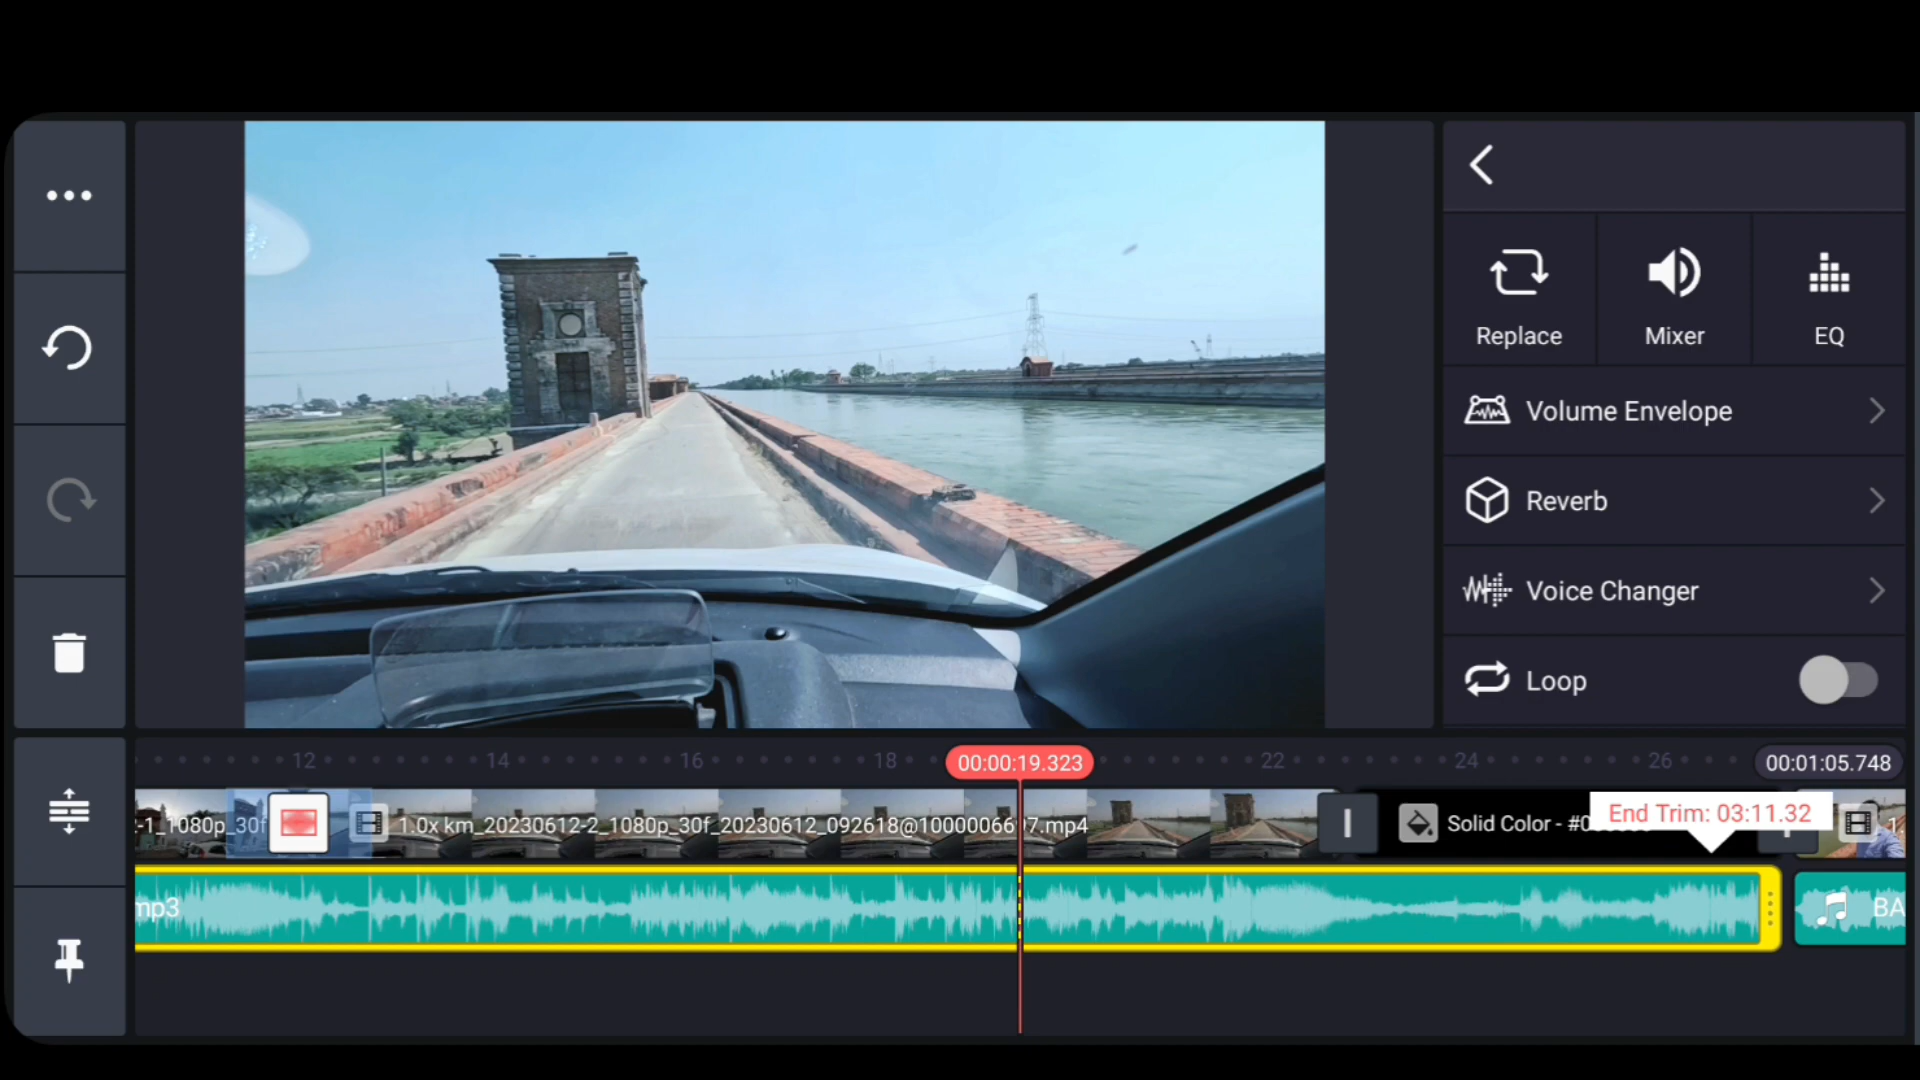 Replace
Mixer
EQ
Volume Envelope
Reverb
Voice Changer
Loop
12
14
16
18
00:00:19.323
22
24
26
00:01:05.748
-1_1080p_30f
1.0x km_20230612-2_1080p_30f_20230612_092618@1000006
7.mp4
Solid Color - #0
End Trim: 03:11.32
1.
mp3
BA